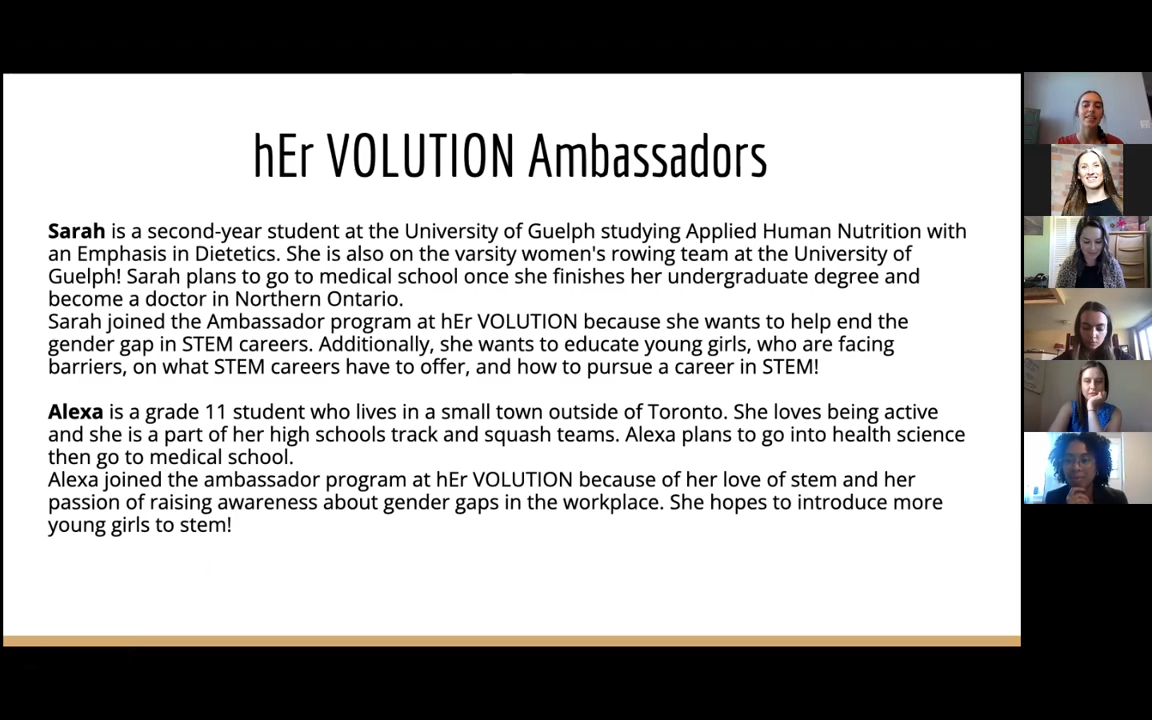 hEr VOLUTION Ambassadors
Sarah is a second-year student at the University of Guelph studying Applied Human Nutrition with
an Emphasis in Dietetics. She is also on the varsity women's rowing team at the University of
Guelph! Sarah plans to go to medical school once she finishes her undergraduate degree and
become a doctor in Northern Ontario.
Sarah joined the Ambassador program at hEr VOLUTION because she wants to help end the
gender gap in STEM careers. Additionally, she wants to educate young girls, who are facing
barriers, on what STEM careers have to offer, and how to pursue a career in STEM!
Alexa is a grade 11 student who lives in a small town outside of Toronto. She loves being active
and she is a part of her high schools track and squash teams. Alexa plans to go into health science
then go to medical school.
Alexa joined the ambassador program at hEr VOLUTION because of her love of stem and her
passion of raising awareness about gender gaps in the workplace. She hopes to introduce more
young girls to stem!